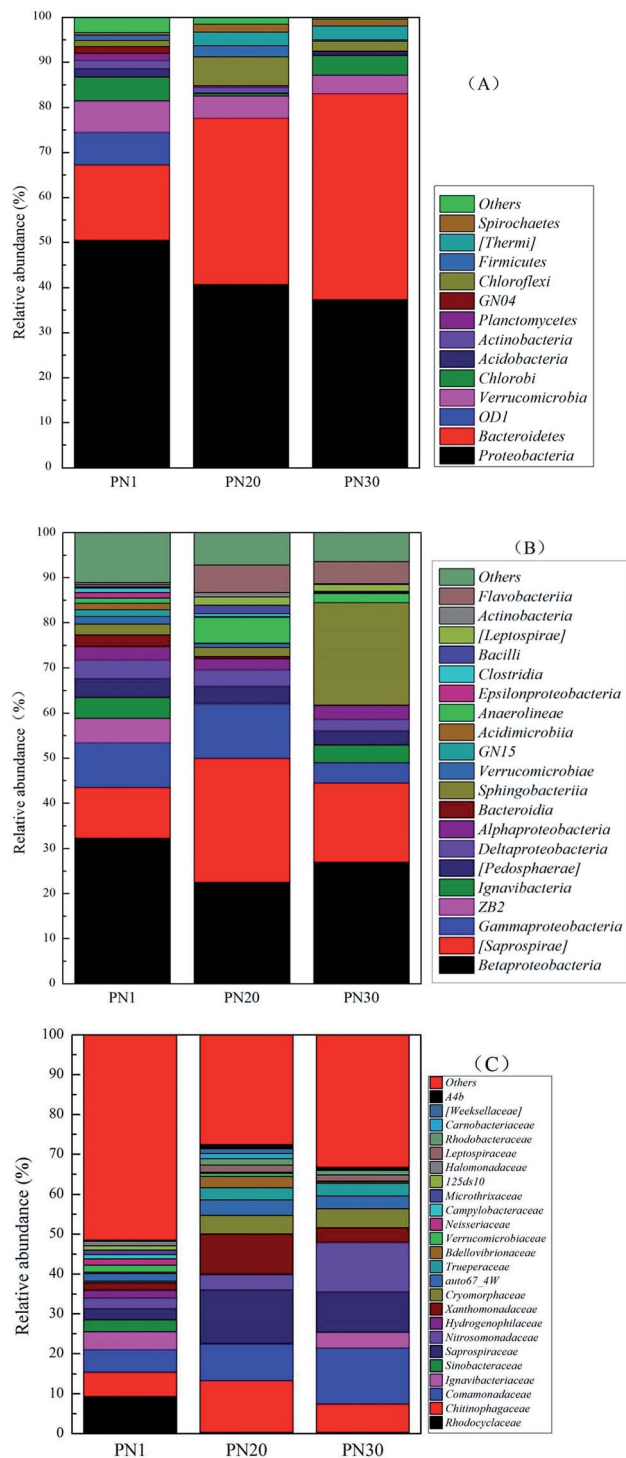 100
90
80
70
60
50
40
30
20
10
0
Relative abundance (%)
PN1
PN20
PN30
（A）
Others
Spirochaetes
[Thermi]
Firmicutes
Chloroflexi
GN04
Planctomycetes
Actinobacteria
Acidobacteria
Chlorobi
Verrucomicrobia
OD1
Bacteroidetes
Proteobacteria
100
90
80
70
60
50
40
30
20
10
0
Relative abundance（%）
PN1
PN20
PN30
（B）
Others
Flavobacteriia
Actinobacteria
[Leptospirae]
Bacilli
Clostridia
Epsilonproteobacteria
Anaerolineae
Acidimicrobiia
GN15
Verrucomicrobiae
Sphingobacteriia
Bacteroidia
Alphaproteobacteria
Deltaproteobacteria
[Pedosphaerae]
Ignavibacteria
ZB2
Gammaproteobacteria
[Saprospirae]
Betaproteobacteria
100
90
80
70
60
50
40
30
20
10
0
Relative abundance (%)
PN1
PN20
PN30
（C）
Others
A4b
[Weeksellaceae]
Carnobacteriaceae
Rhodobacteraceae
Leptospiraceae
Halomonadaceae
125ds10
Microthrixaceae
Campylobacteraceae
Neisseriaceae
Verrucomicrobiaceae
Bdellovibrionaceae
Trueperaceae
auto67_4W
Cryomorphaceae
Xanthomonadaceae
Hydrogenophilaceae
Nitrosomonadaceae
Saprospiraceae
Sinobacteraceae
Ignavibacteriaceae
Comamonadaceae
Chitinophagaceae
Rhodocyclaceae